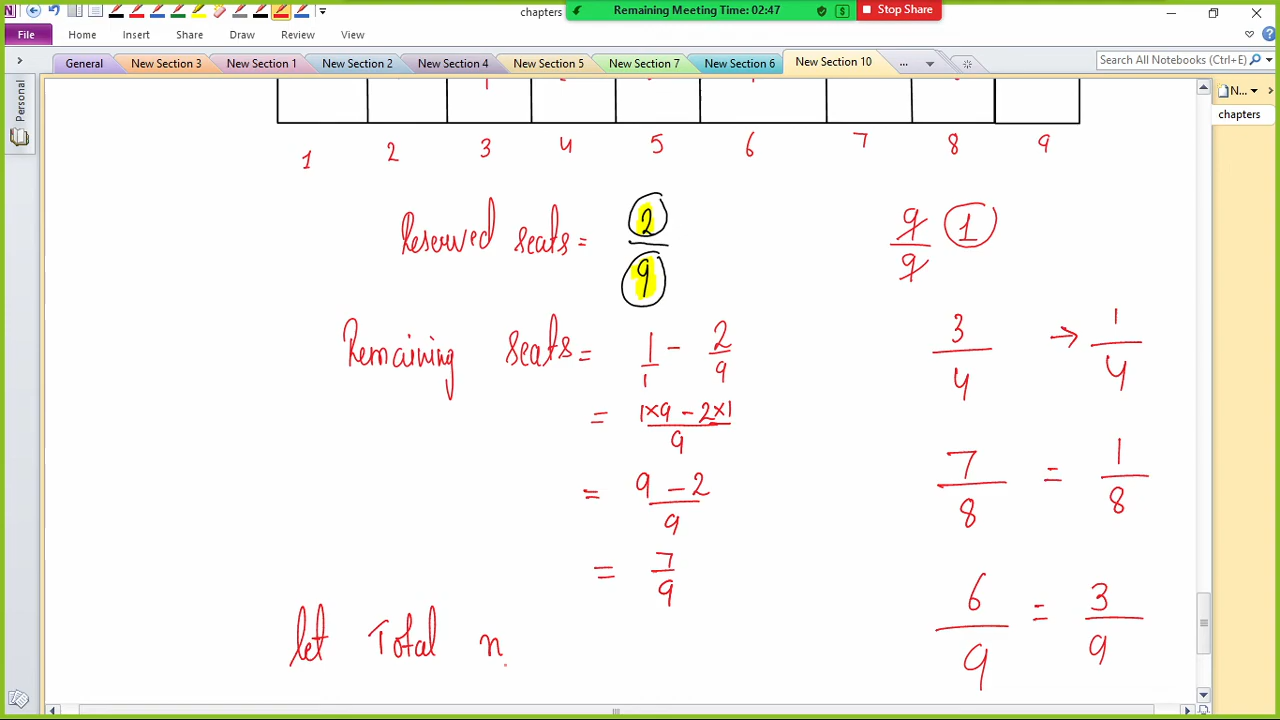 chapters
Remaining Meeting Time: 02:47
Stop Share
File Home Insert Share Draw Review View
General New Section 3 New Section 1 New Section 2 New Section 4 New Section 5 New Section 7 New Section 6 New Section 10 ... Search All Notebooks (Ctrl+E)
Personal
N...
chapters
1 2 3 4 5 6 7 8 9
Reserved seats = 2/9
9/9 1
Remaining seats = 1/1 - 2/9
3/4 → 1/4
= 1×9 - 2×1/9
= 9 - 2/9
7/8 = 1/8
= 7/9
6/9 = 3/9
let Total n